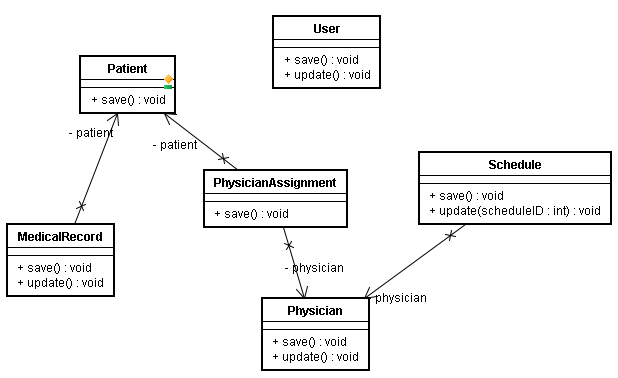 User
+ save() : void
+ update() : void
Patient
+ save() : void
- patient
- patient
PhysicianAssignment
+ save() : void
Schedule
+ save() : void
+ update(scheduleID : int) : void
MedicalRecord
+ save() : void
+ update() : void
- physician
- physician
Physician
+ save() : void
+ update() : void